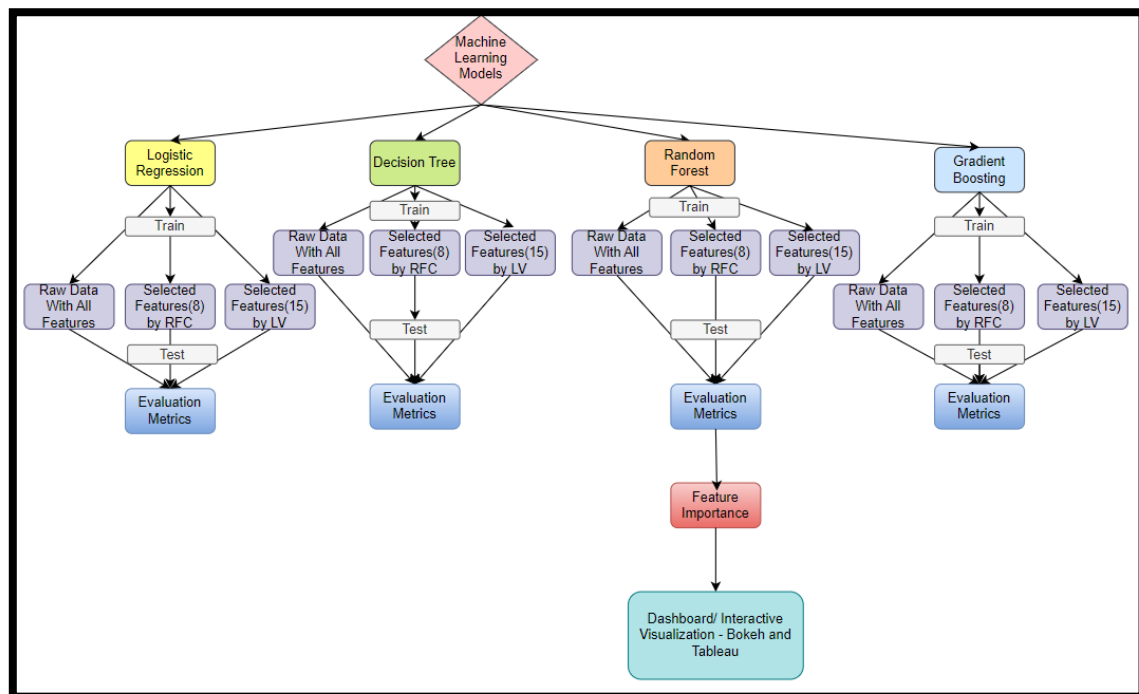 Machine
Learning
Models
Logistic
Regression
Decision Tree
Random
Forest
Gradient
Boosting
Train
Raw Data
With All
Features
Selected
Features(8)
by RFC
Selected
Features(15)
by LV
Test
Evaluation
Metrics
Train
Raw Data
With All
Features
Selected
Features(8)
by RFC
Selected
Features(15)
by LV
Test
Evaluation
Metrics
Train
Raw Data
With All
Features
Selected
Features(8)
by RFC
Selected
Features(15)
by LV
Test
Evaluation
Metrics
Feature
Importance
Dashboard/ Interactive
Visualization - Bokeh and
Tableau
Train
Raw Data
With All
Features
Selected
Features(8)
by RFC
Selected
Features(15)
by LV
Test
Evaluation
Metrics